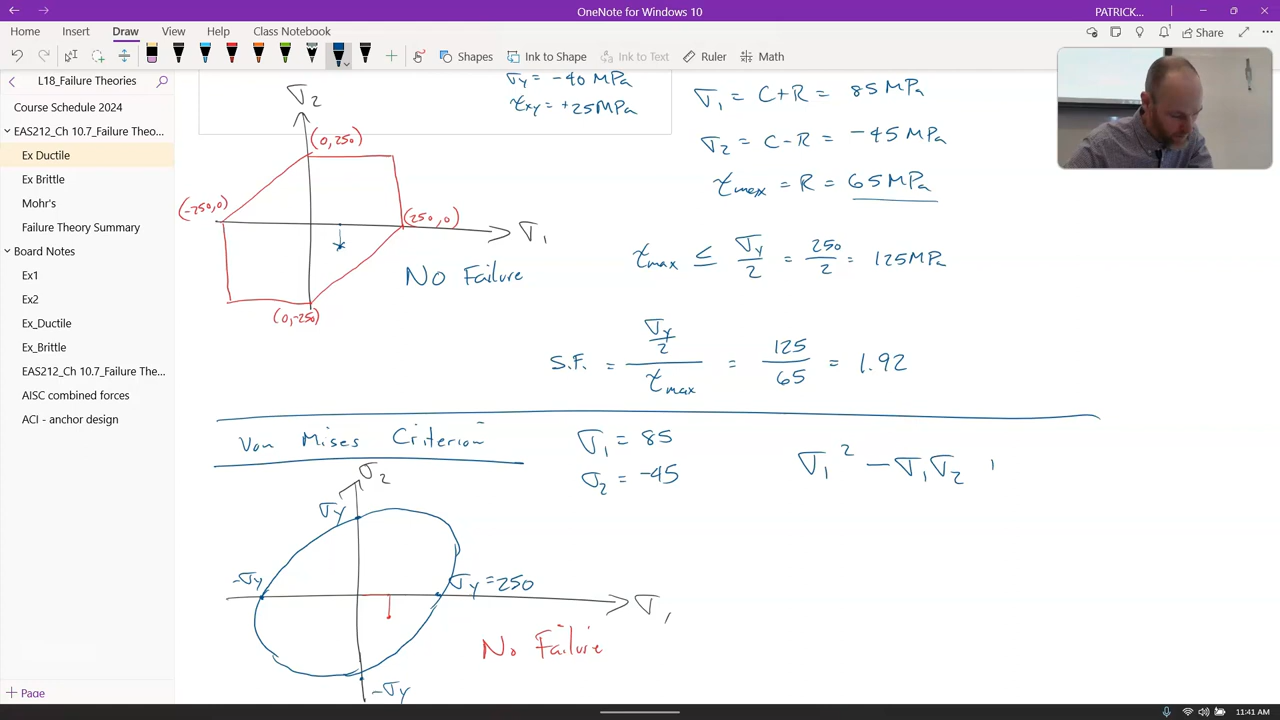 OneNote for Windows 10
PATRICK...
Home
Insert
Draw
View
Help
Class Notebook
Share
Shapes
Ink to Shape
Ink to Text
Ruler
Math
L18_Failure Theories
Course Schedule 2024
EAS212_Ch 10.7_Failure Theo...
Ex Ductile
Ex Brittle
Mohr's
Failure Theory Summary
Board Notes
Ex1
Ex2
Ex_Ductile
Ex_Brittle
EAS212_Ch 10.7_Failure The...
AISC combined forces
ACI - anchor design
Page
σy = -40 MPa
τxy = +25MPa
σ2
(0,250)
(-250,0)
(250,0)
σ1
No Failure
(0,-250)
σ1 = C+R = 85 MPa
σ2 = C-R = -45 MPa
τmax = R = 65 MPa
τmax ≤ σy/2 = 250/2 = 125MPa
S.F. = (σy/2)/τmax = 125/65 = 1.92
Von Mises Criterion
σ1 = 85
σ2 = -45
σ1² - σ1σ2
σ2
σy
-σy
σy = 250
σ1
No Failure
-σy
11:41 AM